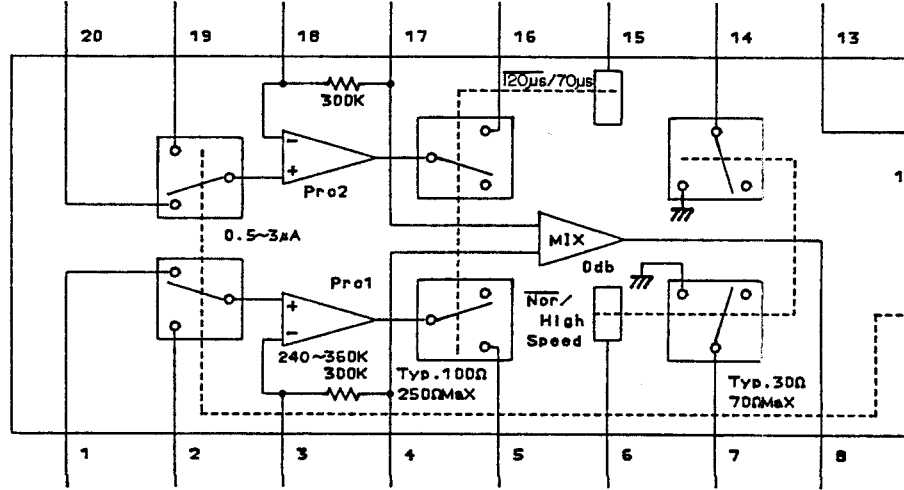 20 19 18 17 16 15 14 13
300K
120µs/70µs
−
+
Pro2
0.5~3µA
MIX
0db
Pro1
+
−
Nor/
High
Speed
240~360K
300K
Typ.100Ω
250ΩMaX
Typ.30Ω
70ΩMaX
1
1 2 3 4 5 6 7 8